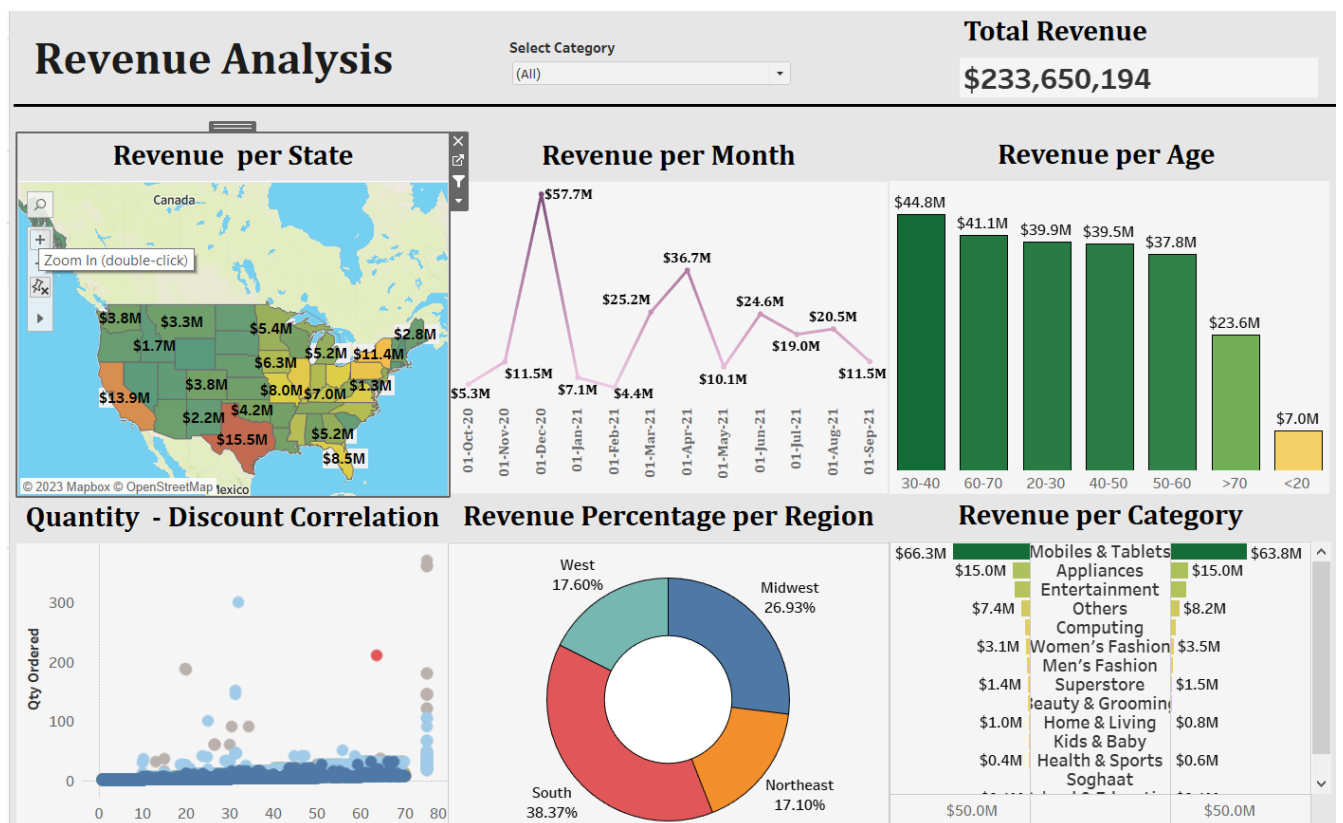 Revenue Analysis
Select Category
(All)
Total Revenue
$233,650,194
Revenue per State
Canada
Zoom In (double-click)
$3.8M
$3.3M
$1.7M
$5.4M
$5.2M
$2.8M
$11.4M
$6.3M
$3.8M
$8.0M
$7.0M
$1.3M
$13.9M
$2.2M
$4.2M
$15.5M
$5.2M
$8.5M
© 2023 Mapbox © OpenStreetMap
Mexico
Revenue per Month
$57.7M
$36.7M
$25.2M
$24.6M
$20.5M
$19.0M
$11.5M
$5.3M
$7.1M
$4.4M
$10.1M
$11.5M
01-Oct-20
01-Nov-20
01-Dec-20
01-Jan-21
01-Feb-21
01-Mar-21
01-Apr-21
01-May-21
01-Jun-21
01-Jul-21
01-Aug-21
01-Sep-21
Revenue per Age
$44.8M
$41.1M
$39.9M
$39.5M
$37.8M
$23.6M
$7.0M
30-40
60-70
20-30
40-50
50-60
>70
<20
Quantity - Discount Correlation
Qty Ordered
300
200
100
0
0 10 20 30 40 50 60 70 80
Revenue Percentage per Region
West
17.60%
Midwest
26.93%
South
38.37%
Northeast
17.10%
Revenue per Category
$66.3M Mobiles & Tablets $63.8M
$15.0M Appliances $15.0M
Entertainment
$7.4M Others $8.2M
Computing
$3.1M Women's Fashion $3.5M
Men's Fashion
$1.4M Superstore $1.5M
Beauty & Grooming
$1.0M Home & Living $0.8M
Kids & Baby
$0.4M Health & Sports $0.6M
Soghaat
$50.0M $50.0M